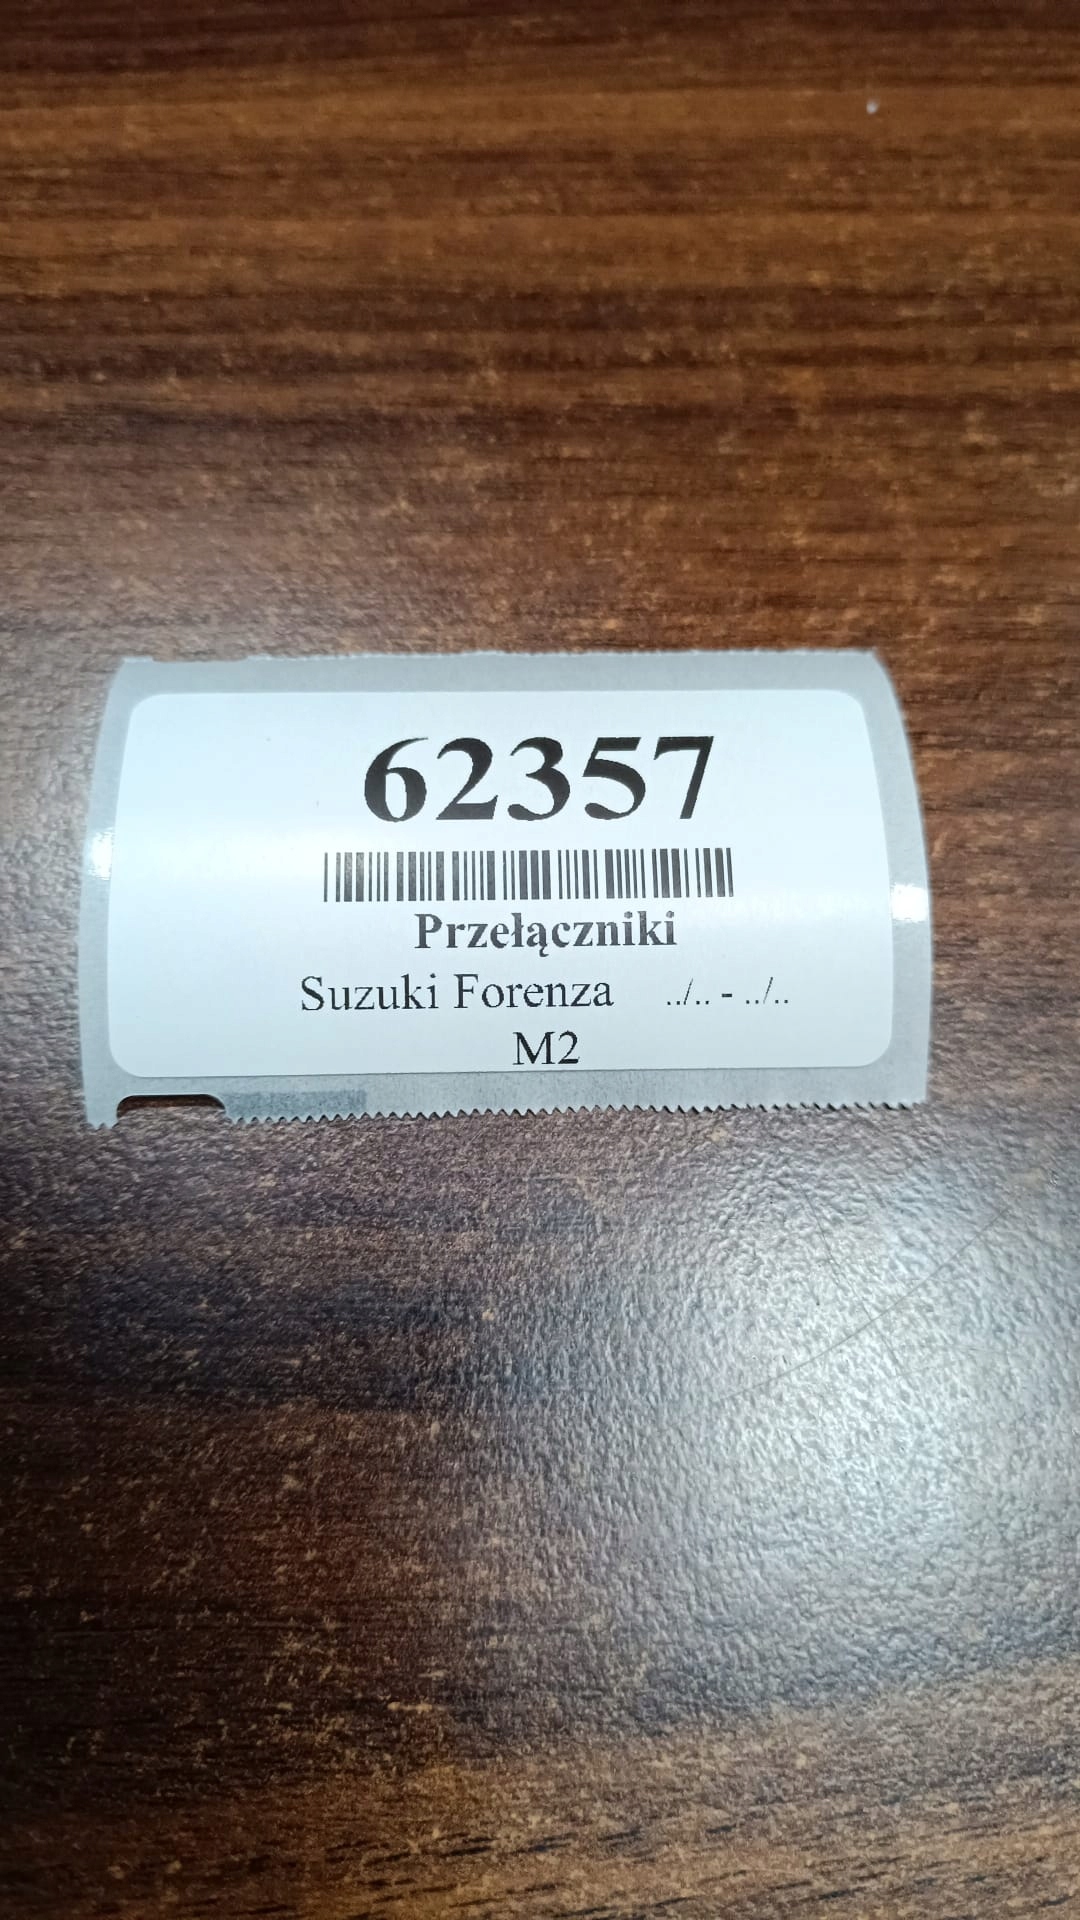 62357
Przełączniki
Suzuki Forenza ../.. - ../..
M2